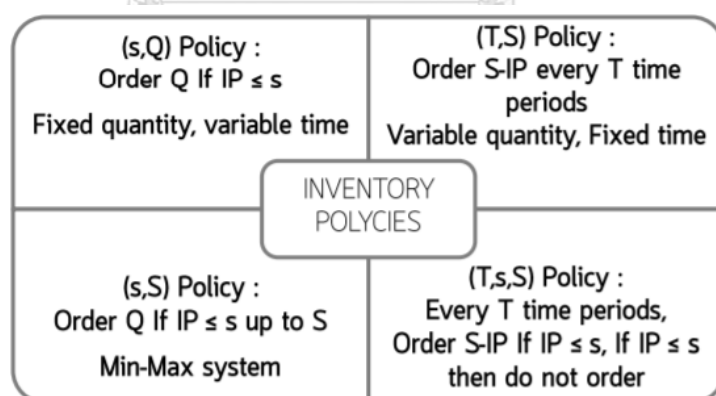 (s,Q) Policy :
Order Q If IP ≤ s
Fixed quantity, variable time
(T,S) Policy :
Order S-IP every T time
periods
Variable quantity, Fixed time
INVENTORY
POLYCIES
(s,S) Policy :
Order Q If IP ≤ s up to S
Min-Max system
(T,s,S) Policy :
Every T time periods,
Order S-IP If IP ≤ s, If IP ≤ s
then do not order